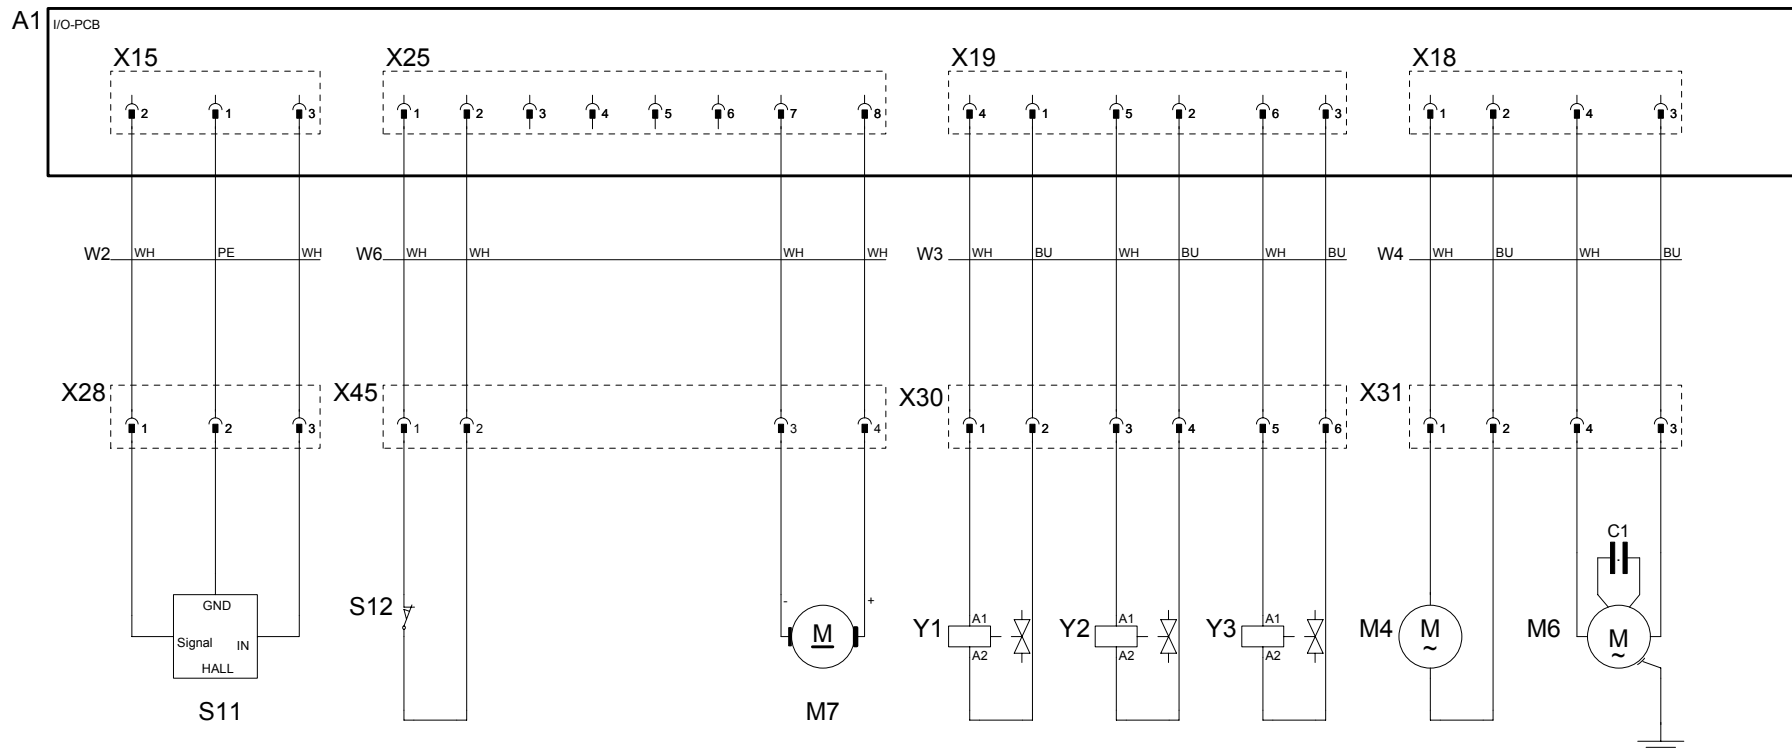 A1 I/O-PCB
X15 X25 X19 X18
2 1 3 1 2 3 4 5 6 7 8 4 1 5 2 6 3 1 2 4 3
W2 WH PE WH W6 WH WH WH WH W3 WH BU WH BU WH BU W4 WH BU WH BU
X28 X45 X30 X31
1 2 3 1 2 3 4 1 2 3 4 5 6 1 2 4 3
C1
GND S12 - + A1 A1 A1
Signal IN M Y1 Y2 Y3 M4 M ~ M6 M ~
HALL A2 A2 A2
S11 M7